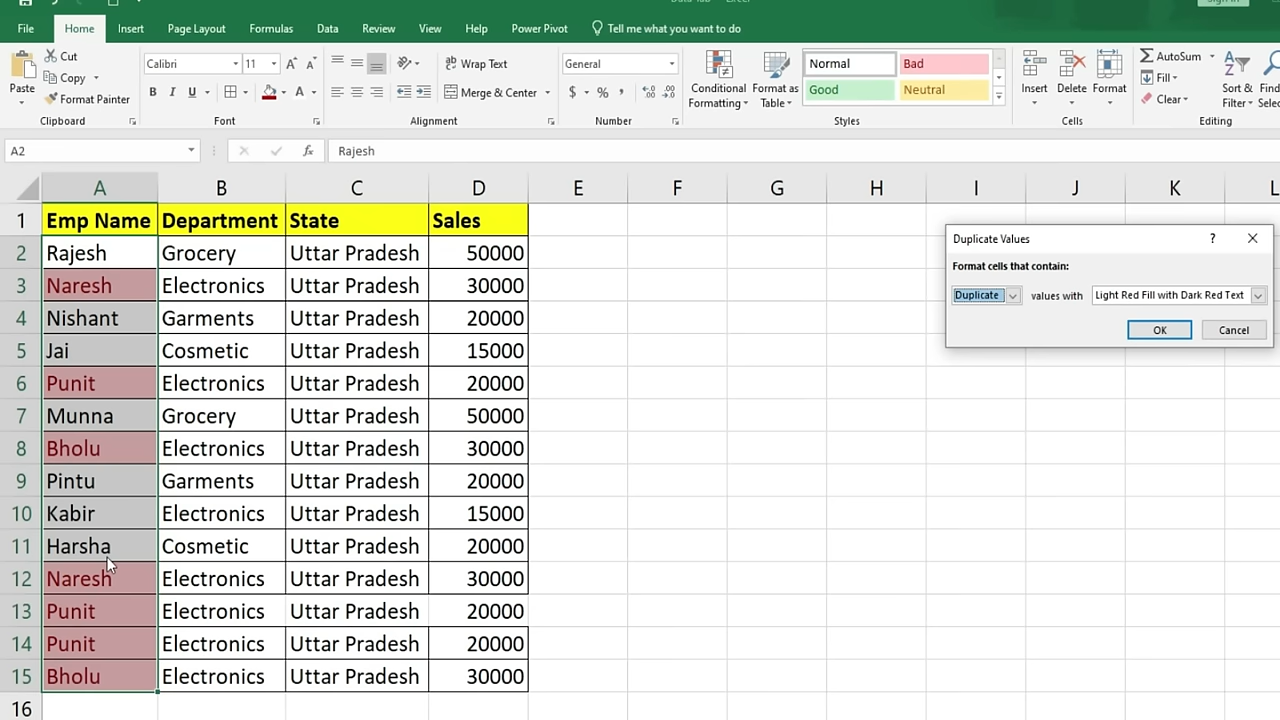 File Home Insert Page Layout Formulas Data Review View Help Power Pivot Tell me what you want to do
Paste
Cut
Copy
Format Painter
Clipboard
Calibri 11
B I U
Font
Wrap Text
Merge & Center
Alignment
General
$ % ,
Number
Conditional Formatting
Format as Table
Normal Bad
Good Neutral
Styles
Insert Delete Format
Cells
AutoSum
Fill
Clear
Sort & Filter
Editing
A2 fx Rajesh
A B C D E F G H I J K L
1 Emp Name Department State Sales
2 Rajesh Grocery Uttar Pradesh 50000
3 Naresh Electronics Uttar Pradesh 30000
4 Nishant Garments Uttar Pradesh 20000
5 Jai Cosmetic Uttar Pradesh 15000
6 Punit Electronics Uttar Pradesh 20000
7 Munna Grocery Uttar Pradesh 50000
8 Bholu Electronics Uttar Pradesh 30000
9 Pintu Garments Uttar Pradesh 20000
10 Kabir Electronics Uttar Pradesh 15000
11 Harsha Cosmetic Uttar Pradesh 20000
12 Naresh Electronics Uttar Pradesh 30000
13 Punit Electronics Uttar Pradesh 20000
14 Punit Electronics Uttar Pradesh 20000
15 Bholu Electronics Uttar Pradesh 30000
16
Duplicate Values ?
Format cells that contain:
Duplicate values with Light Red Fill with Dark Red Text
OK Cancel